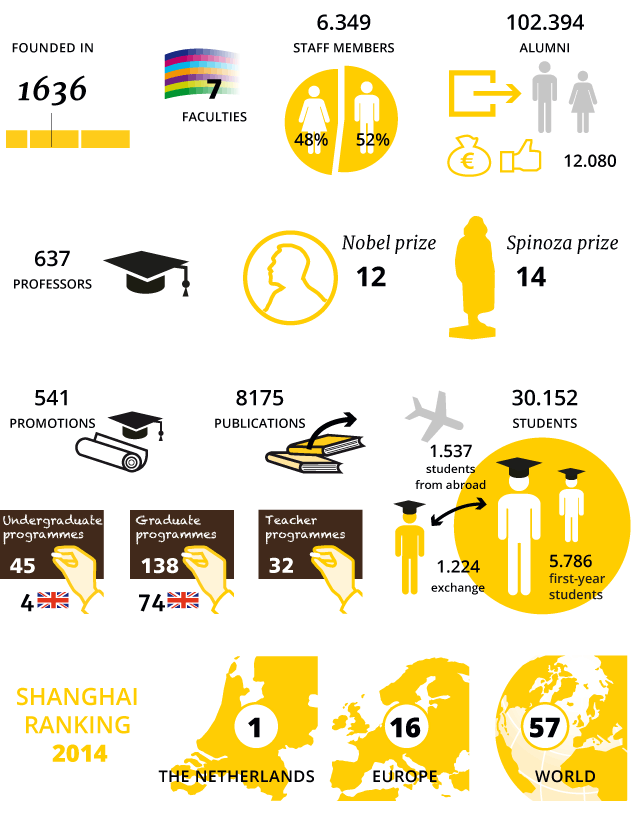 FOUNDED IN
1636
7
FACULTIES
6.349
STAFF MEMBERS
48%
52%
102.394
ALUMNI
€
12.080
637
PROFESSORS
Nobel prize
12
Spinoza prize
14
541
PROMOTIONS
8175
PUBLICATIONS
30.152
STUDENTS
1.537
students
from abroad
1.224
exchange
5.786
first-year
students
Undergraduate
programmes
45
4
Graduate
programmes
138
74
Teacher
programmes
32
SHANGHAI
RANKING
2014
1
THE NETHERLANDS
16
EUROPE
57
WORLD